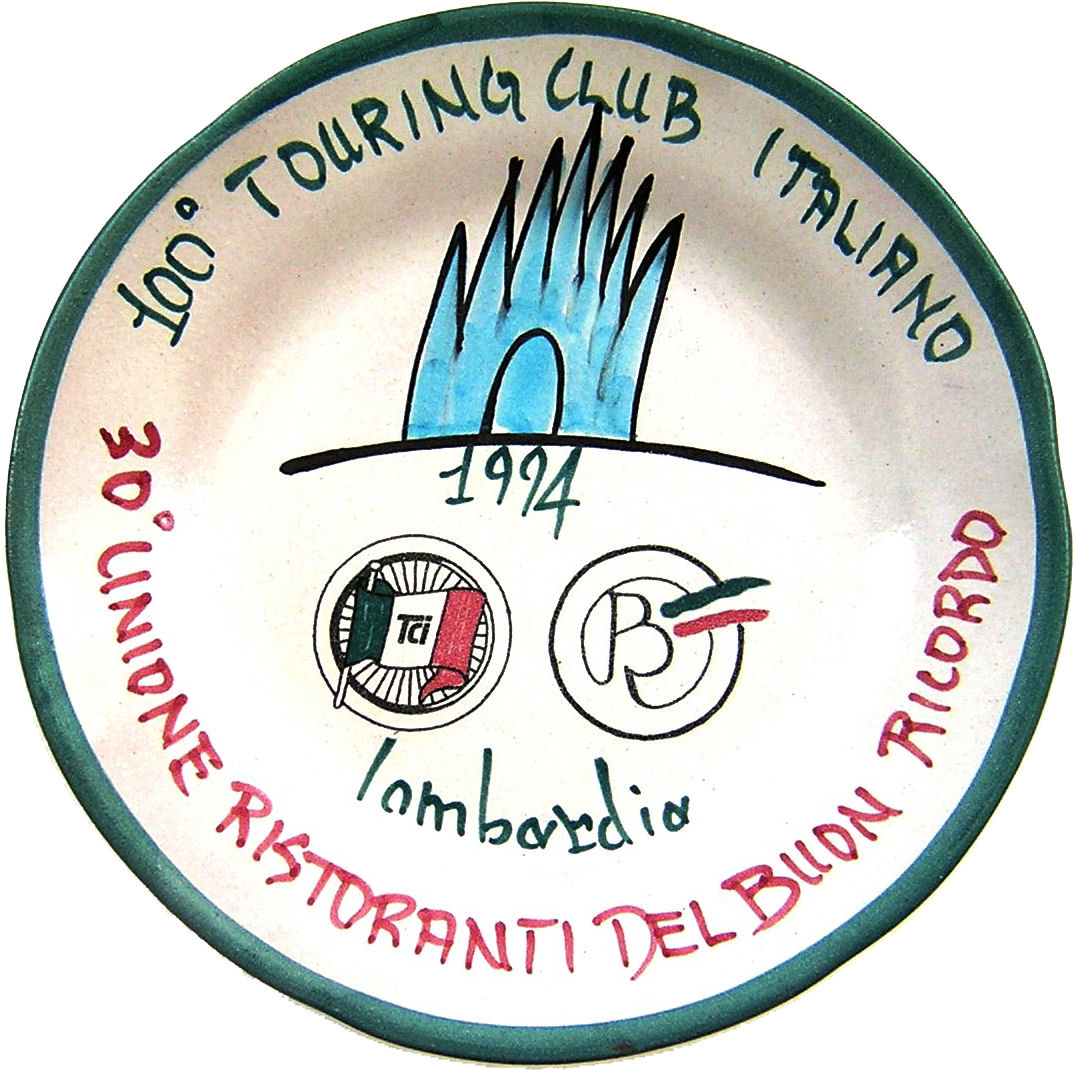 100° TOURING CLUB ITALIANO
1994
Tci
B
lombardia
30° UNIONE RISTORANTI DEL BUON RICORDO